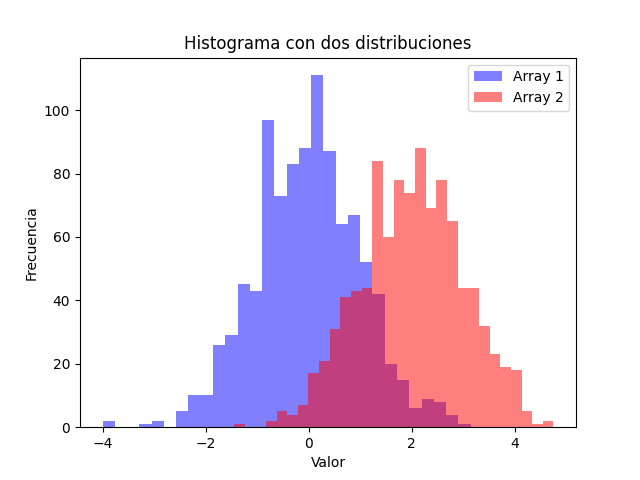 Histograma con dos distribuciones
Array 1
Array 2
Frecuencia
100
80
60
40
20
0
−4
−2
0
2
4
Valor